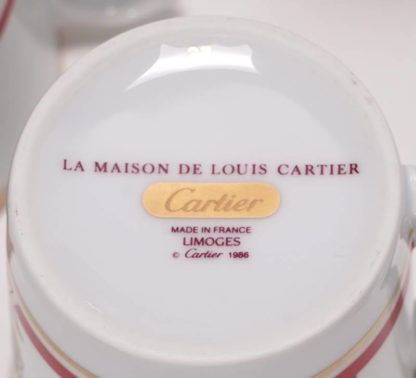 LA MAISON DE LOUIS CARTIER
Cartier
MADE IN FRANCE
LIMOGES
© Cartier 1986